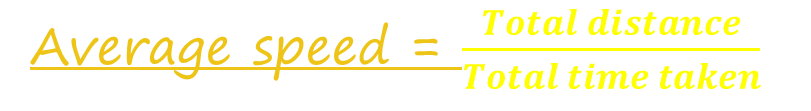 Average speed = Total distance
Total time taken